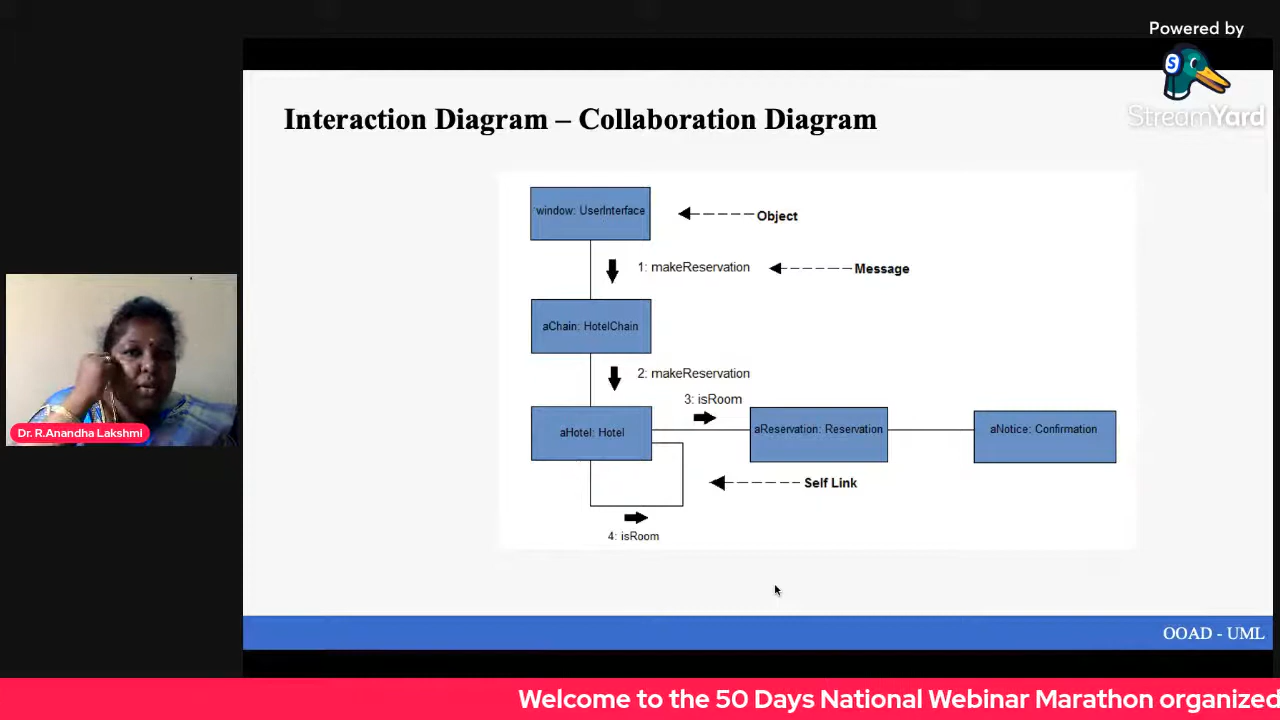 Powered by
StreamYard
Interaction Diagram – Collaboration Diagram
window: UserInterface
Object
1: makeReservation
Message
aChain: HotelChain
2: makeReservation
3: isRoom
aHotel: Hotel
aReservation: Reservation
aNotice: Confirmation
Self Link
4: isRoom
Dr. R.Anandha Lakshmi
OOAD - UML
Welcome to the 50 Days National Webinar Marathon organized